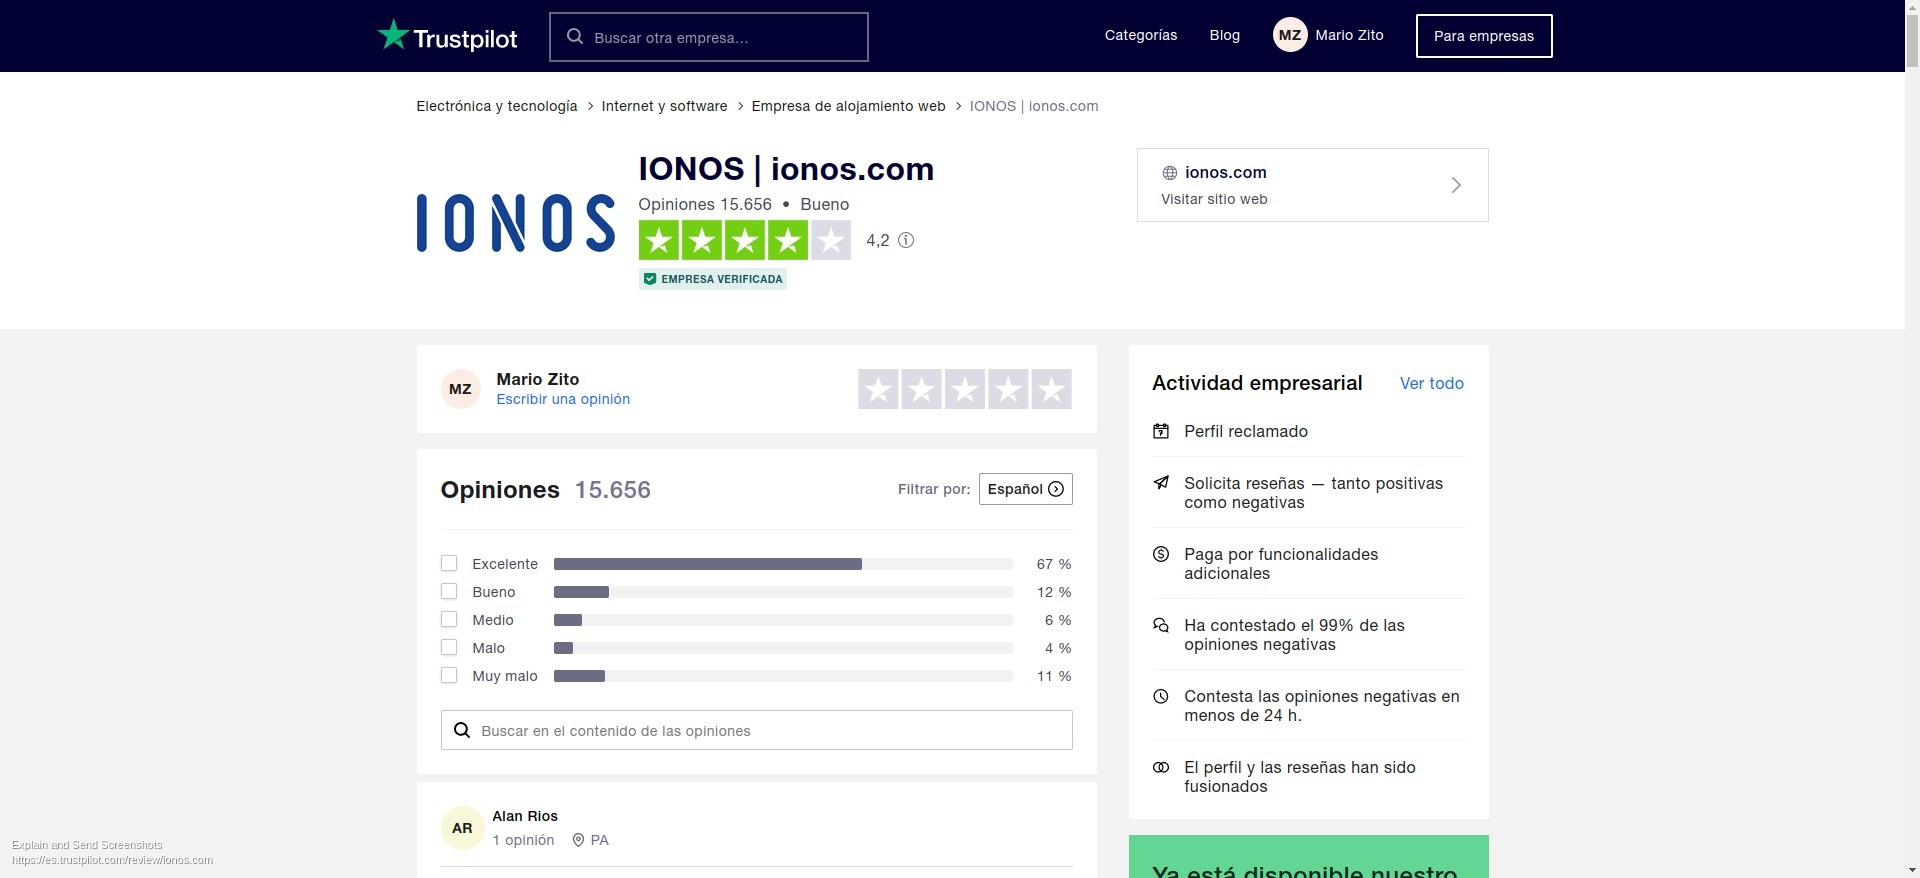 Trustpilot
Buscar otra empresa...
Categorías
Blog
MZ
Mario Zito
Para empresas
Electrónica y tecnología > Internet y software > Empresa de alojamiento web > IONOS | ionos.com
IONOS
IONOS | ionos.com
Opiniones 15.656 • Bueno
4,2
EMPRESA VERIFICADA
ionos.com
Visitar sitio web
MZ
Mario Zito
Escribir una opinión
Opiniones 15.656
Filtrar por: Español
Excelente 67 %
Bueno 12 %
Medio 6 %
Malo 4 %
Muy malo 11 %
Buscar en el contenido de las opiniones
AR
Alan Rios
1 opinión PA
Actividad empresarial
Ver todo
Perfil reclamado
Solicita reseñas — tanto positivas
como negativas
Paga por funcionalidades
adicionales
Ha contestado el 99% de las
opiniones negativas
Contesta las opiniones negativas en
menos de 24 h.
El perfil y las reseñas han sido
fusionados
Ya está disponible nuestro
Explain and Send Screenshots
https://es.trustpilot.com/review/ionos.com